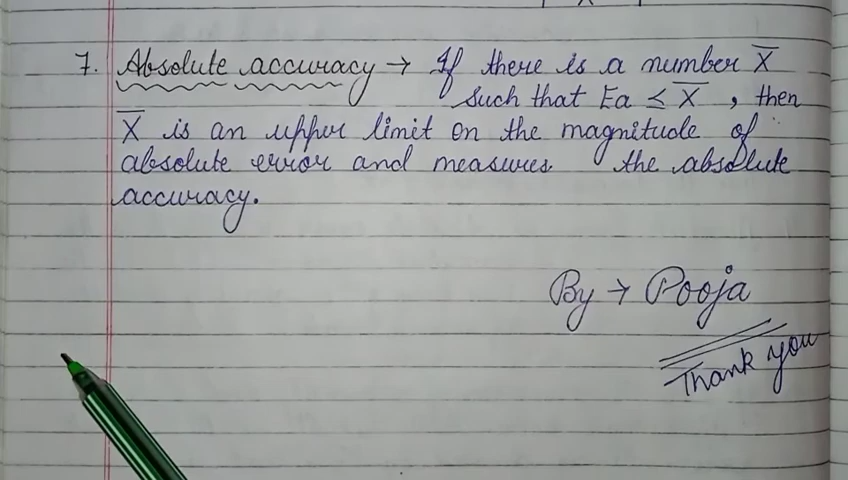 7. Absolute accuracy → If there is a number X̅
such that Ea ≤ X̅ , then
X̅ is an upper limit on the magnitude of
absolute error and measures the absolute
accuracy.
By → Pooja
Thank you